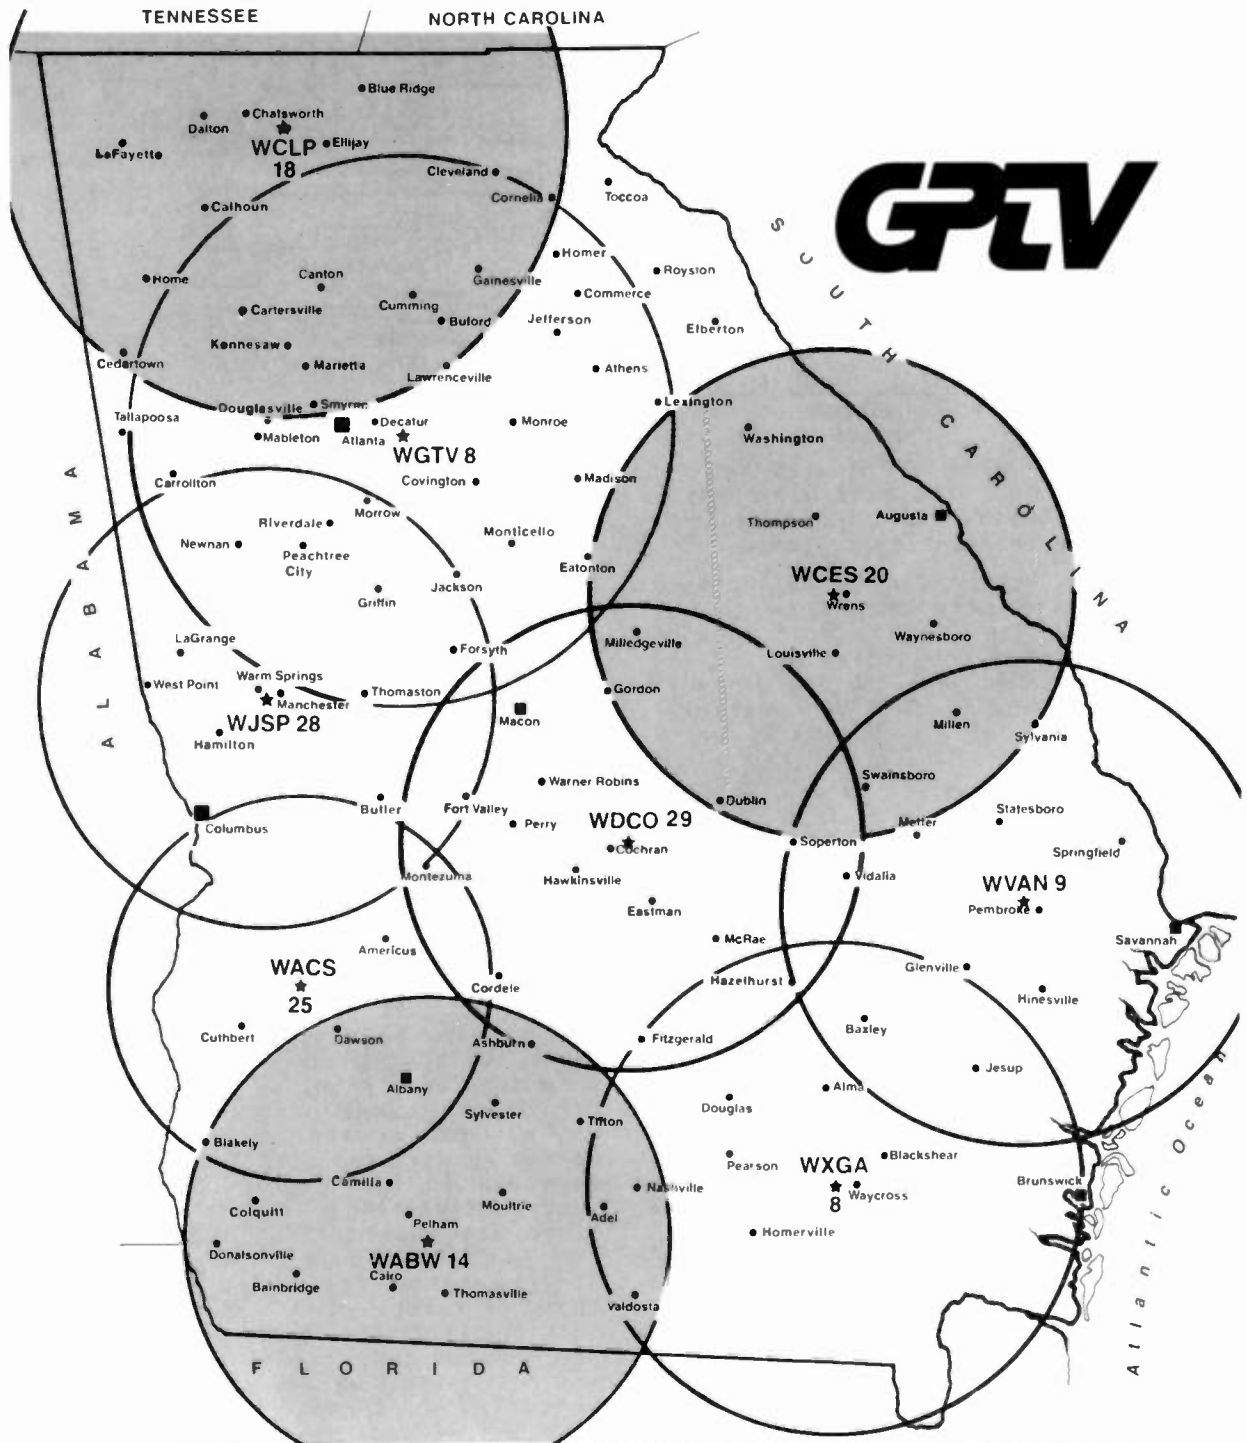 TENNESSEE
NORTH CAROLINA
Blue Ridge
Chatsworth
Dalton
WCLP
18
Ellijay
LaFayette
Cleveland
Cornelia
Toccoa
Calhoun
GPTV
SOUTH CAROLINA
Homer
Royston
Home
Canton
Gainesville
Commerce
Cartersville
Cumming
Buford
Jefferson
Elberton
Kennesaw
Cedartown
Marietta
Lawrenceville
Athens
Douglasville
Smyrna
Lexington
Tallapoosa
Mableton
Atlanta
Decatur
Monroe
Washington
WGTV 8
ALABAMA
Carrollton
Covington
Madison
Morrow
Riverdale
Thompson
Augusta
Newnan
Peachtree
City
Monticello
Eatonton
WCES 20
Wrens
Griffin
Jackson
LaGrange
Forsyth
Milledgeville
Louisville
Waynesboro
West Point
Warm Springs
Manchester
Thomaston
Gordon
WJSP 28
Hamilton
Macon
Millen
Sylvania
Warner Robins
Swainsboro
Columbus
Butler
Fort Valley
Perry
Dublin
Statesboro
WDCO 29
Cochran
Soperton
Metter
Springfield
Montezuma
Hawkinsville
Vidalia
WVAN 9
Pembroke
Eastman
Savannah
Americus
McRae
WACS
25
Cordele
Hazelhurst
Glenville
Hinesville
Cuthbert
Dawson
Ashburn
Fitzgerald
Baxley
Jesup
Albany
Alma
Sylvester
Douglas
Tifton
Blakely
Pearson
WXGA
8
Blackshear
Waycross
Brunswick
Camilla
Nashville
Colquitt
Moultrie
Adel
Pelham
Homerville
Donalsonville
WABW 14
Bainbridge
Cairo
Thomasville
Valdosta
FLORIDA
Atlantic Ocean